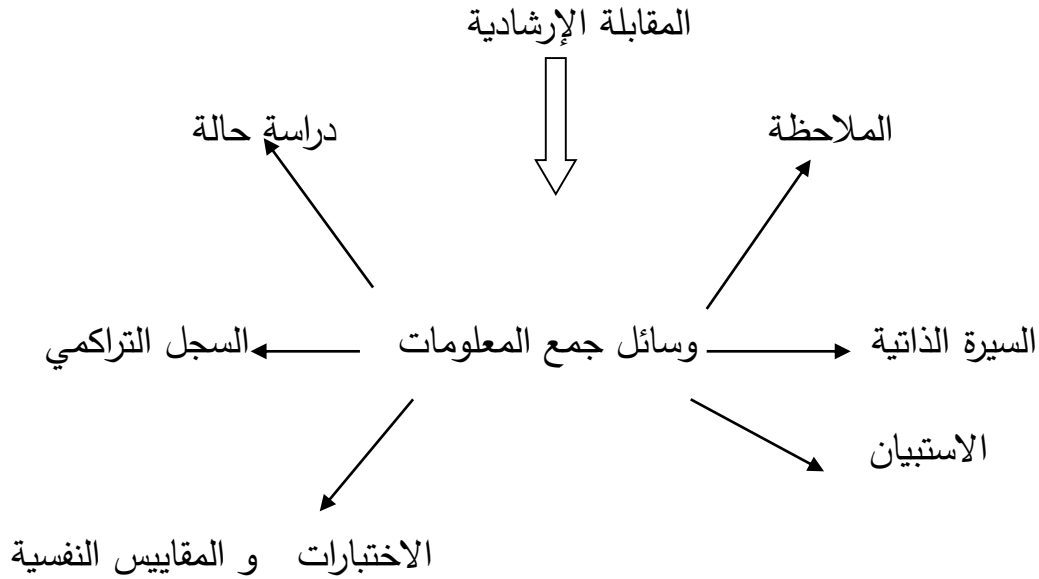 المقابلة الإرشادية
الملاحظة
دراسة حالة
السيرة الذاتية
وسائل جمع المعلومات
السجل التراكمي
الاستبيان
الاختبارات و المقاييس النفسية